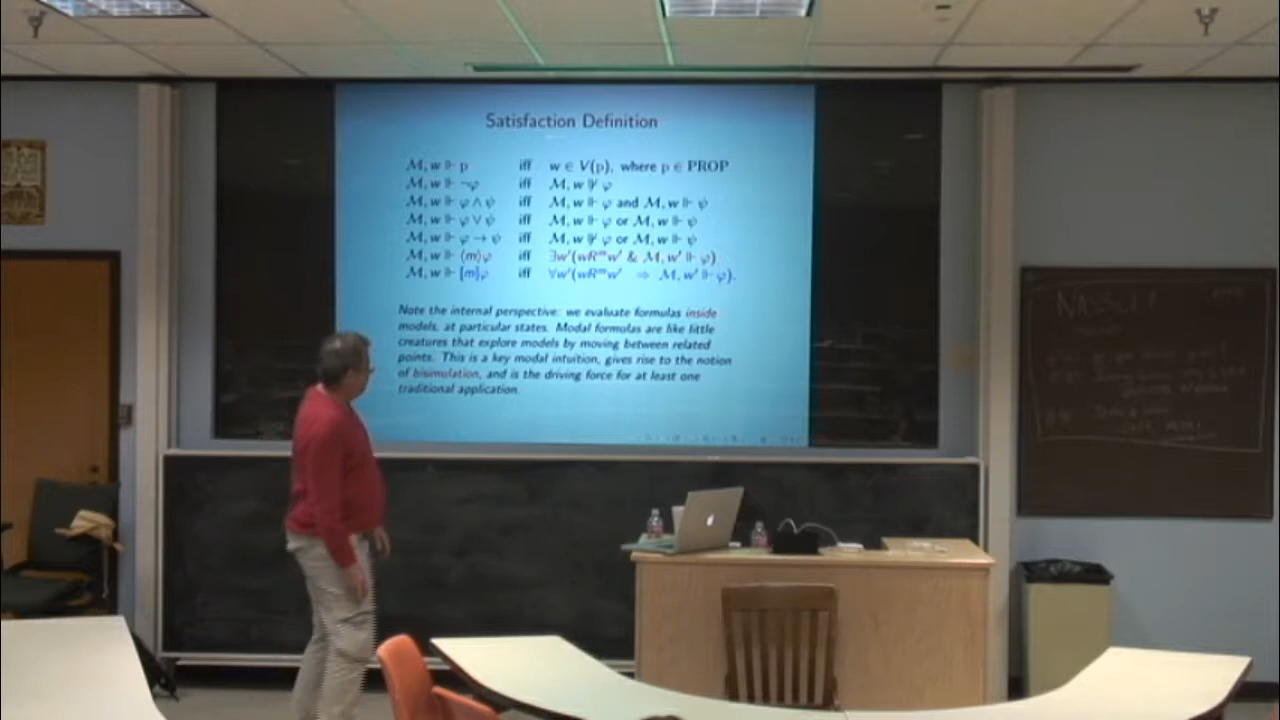 Satisfaction Definition
M, w ⊩ p iff w ∈ V(p), where p ∈ PROP
M, w ⊩ ¬φ iff M, w ⊮ φ
M, w ⊩ φ ∧ ψ iff M, w ⊩ φ and M, w ⊩ ψ
M, w ⊩ φ ∨ ψ iff M, w ⊩ φ or M, w ⊩ ψ
M, w ⊩ φ → ψ iff M, w ⊮ φ or M, w ⊩ ψ
M, w ⊩ ⟨m⟩φ iff ∃w′(wRᵐw′ & M, w′ ⊩ φ)
M, w ⊩ [m]φ iff ∀w′(wRᵐw′ ⇒ M, w′ ⊩ φ).
Note the internal perspective: we evaluate formulas inside
models, at particular states. Modal formulas are like little
creatures that explore models by moving between related
points. This is a key modal intuition, gives rise to the notion
of bisimulation, and is the driving force for at least one
traditional application.